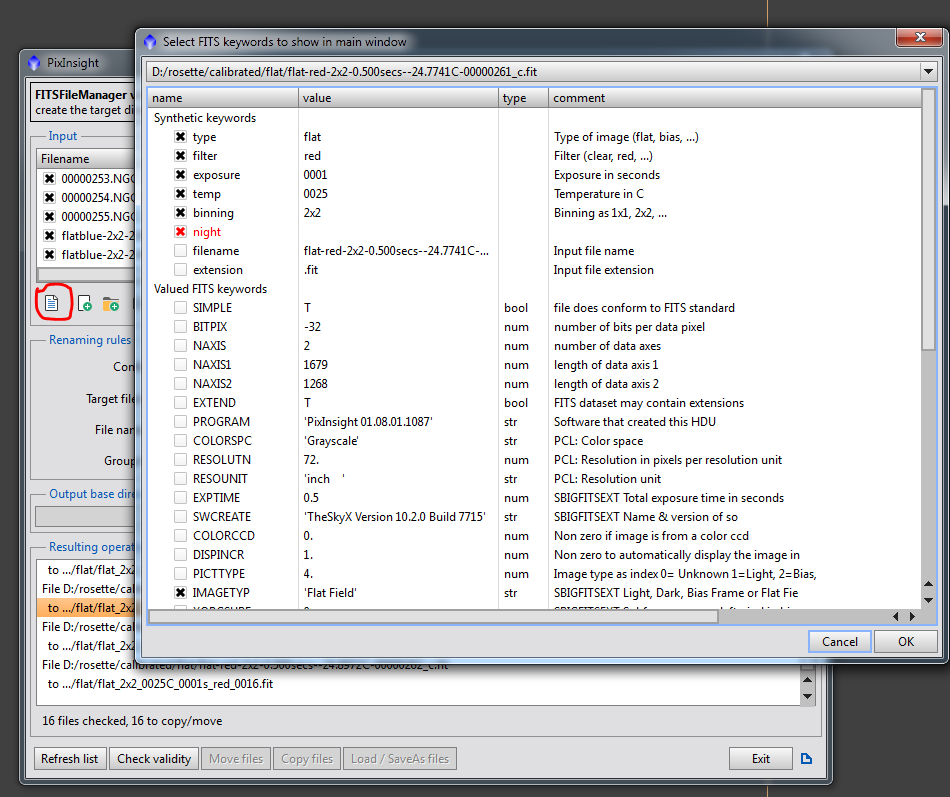 Select FITS keywords to show in main window
D:/rosette/calibrated/flat/flat-red-2x2-0.500secs--24.7741C-00000261_c.fit
name value type comment
Synthetic keywords
type flat Type of image (flat, bias, ...)
filter red Filter (clear, red, ...)
exposure 0001 Exposure in seconds
temp 0025 Temperature in C
binning 2x2 Binning as 1x1, 2x2, ...
night
filename flat-red-2x2-0.500secs--24.7741C-... Input file name
extension .fit Input file extension
Valued FITS keywords
SIMPLE T bool file does conform to FITS standard
BITPIX -32 num number of bits per data pixel
NAXIS 2 num number of data axes
NAXIS1 1679 num length of data axis 1
NAXIS2 1268 num length of data axis 2
EXTEND T bool FITS dataset may contain extensions
PROGRAM 'PixInsight 01.08.01.1087' str Software that created this HDU
COLORSPC 'Grayscale' str PCL: Color space
RESOLUTN 72. num PCL: Resolution in pixels per resolution unit
RESOUNIT 'inch    ' str PCL: Resolution unit
EXPTIME 0.5 num SBIGFITSEXT Total exposure time in seconds
SWCREATE 'TheSkyX Version 10.2.0 Build 7715' str SBIGFITSEXT Name & version of so
COLORCCD 0. num Non zero if image is from a color ccd
DISPINCR 1. num Non zero to automatically display the image in
PICTTYPE 4. num Image type as index 0= Unknown 1=Light, 2=Bias,
IMAGETYP 'Flat Field' str SBIGFITSEXT Light, Dark, Bias Frame or Flat Fie
Cancel OK
PixInsight
FITSFileManager
create the target di
Input
Filename
00000253.NGC
00000254.NGC
00000255.NGC
flatblue-2x2-2
flatblue-2x2-2
Renaming rules
Con
Target file
File nam
Group
Output base dire
Resulting operat
to .../flat/flat_2x2
File D:/rosette/cali
to .../flat/flat_2x2
File D:/rosette/cali
to .../flat/flat_2x2
File D:/rosette/calibrated/flat/flat-red-2x2-0.500secs--24.8972C-00000262_c.fit
to .../flat/flat_2x2_0025C_0001s_red_0016.fit
16 files checked, 16 to copy/move
Refresh list Check validity Move files Copy files Load / SaveAs files Exit